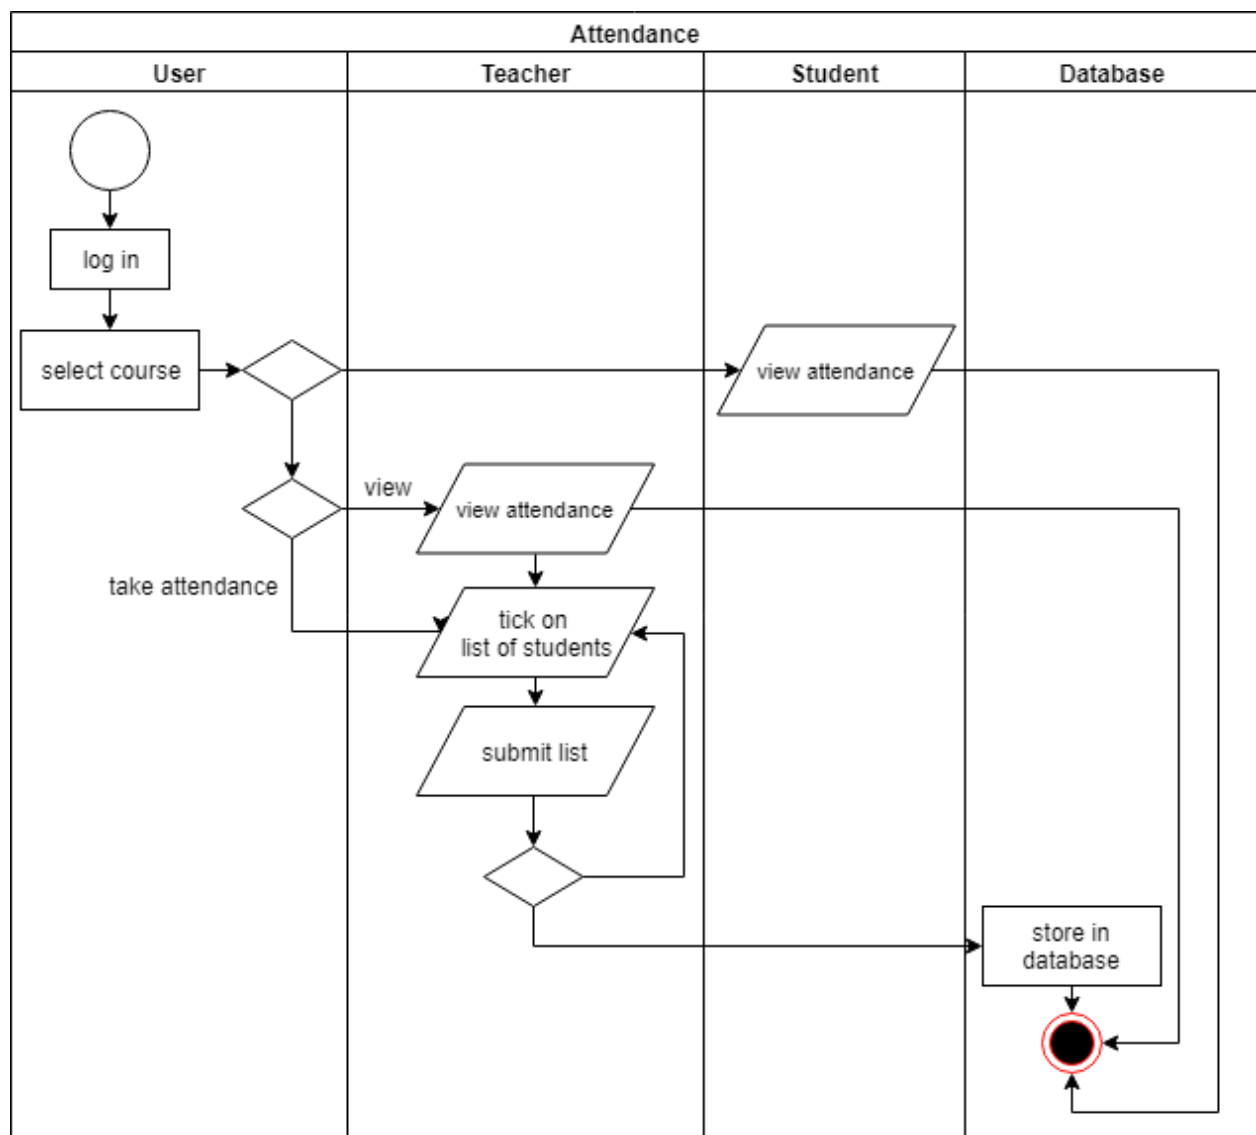 Attendance
User
Teacher
Student
Database
log in
select course
view attendance
view
view attendance
take attendance
tick on
list of students
submit list
store in
database